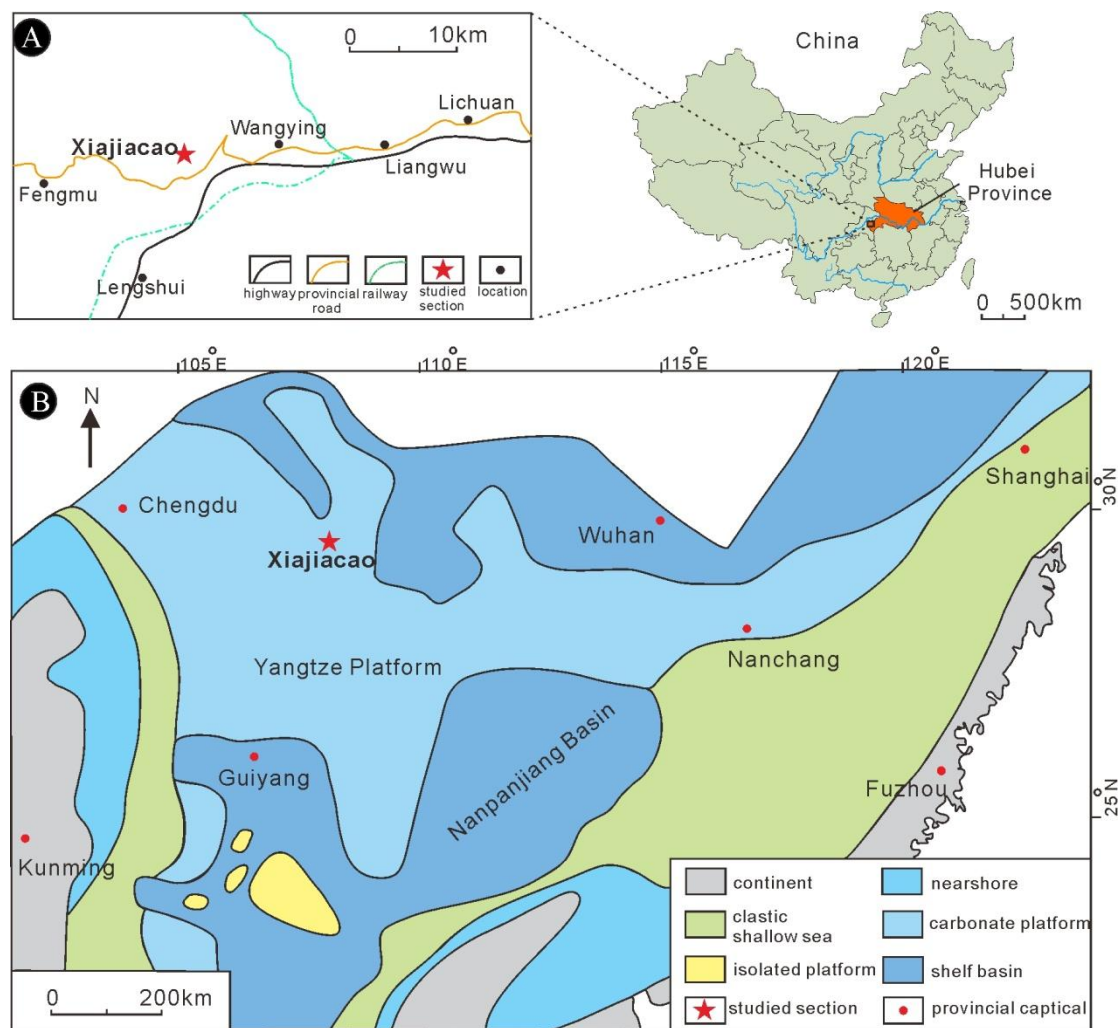 A
0 10km
Lichuan
Wangying
Xiajiacao
Liangwu
Fengmu
Lengshui
highway
provincial
road
railway
studied
section
location
China
Hubei
Province
0 500km
105°E
110°E
115°E
120°E
B
N
Shanghai
30°N
Chengdu
Wuhan
Xiajiacao
Yangtze Platform
Nanchang
Nanpanjiang Basin
Guiyang
Fuzhou
25°N
Kunming
0 200km
continent
nearshore
clastic
shallow sea
carbonate platform
isolated platform
shelf basin
studied section
provincial captical